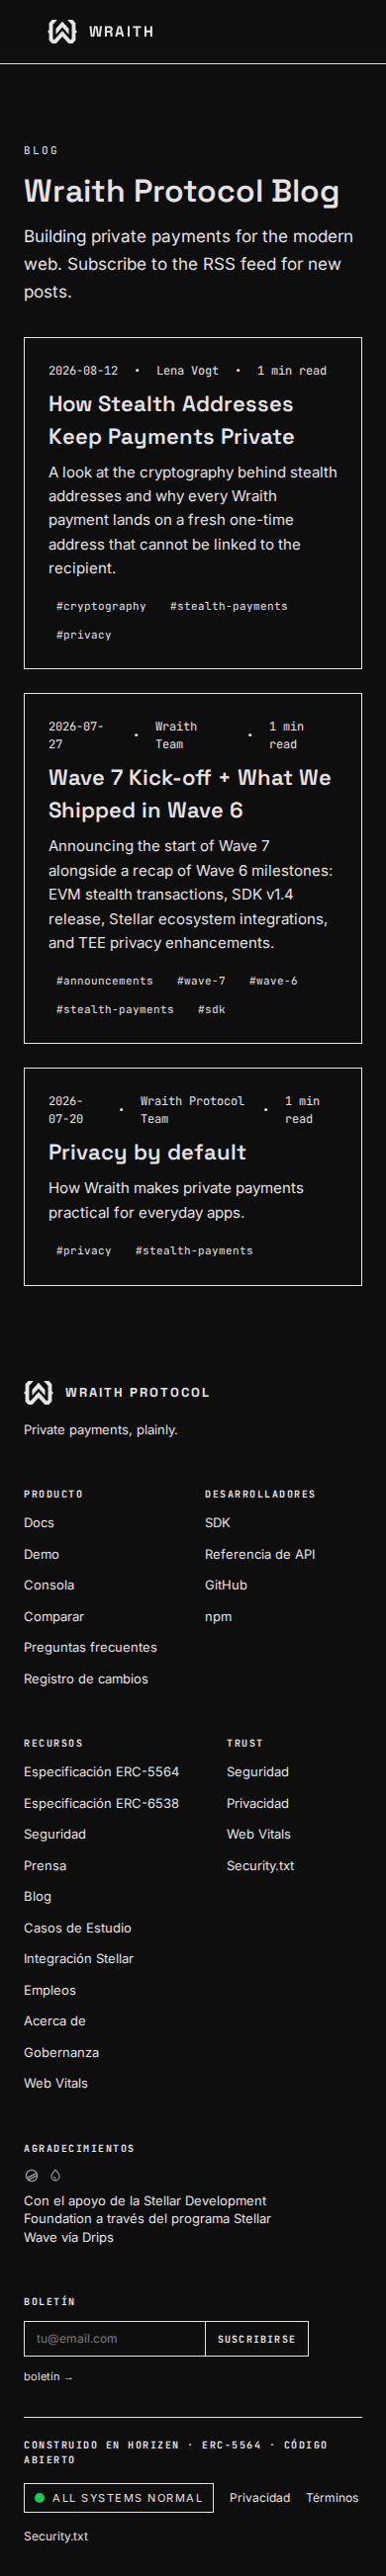 WRAITH
BLOG
Wraith Protocol Blog
Building private payments for the modern
web. Subscribe to the RSS feed for new
posts.
2026-08-12 • Lena Vogt • 1 min read
How Stealth Addresses
Keep Payments Private
A look at the cryptography behind stealth
addresses and why every Wraith
payment lands on a fresh one-time
address that cannot be linked to the
recipient.
#cryptography #stealth-payments
#privacy
2026-07-27 • Wraith Team • 1 min read
Wave 7 Kick-off + What We
Shipped in Wave 6
Announcing the start of Wave 7
alongside a recap of Wave 6 milestones:
EVM stealth transactions, SDK v1.4
release, Stellar ecosystem integrations,
and TEE privacy enhancements.
#announcements #wave-7 #wave-6
#stealth-payments #sdk
2026-07-20 • Wraith Protocol Team • 1 min read
Privacy by default
How Wraith makes private payments
practical for everyday apps.
#privacy #stealth-payments
WRAITH PROTOCOL
Private payments, plainly.
PRODUCTO
Docs
Demo
Consola
Comparar
Preguntas frecuentes
Registro de cambios
DESARROLLADORES
SDK
Referencia de API
GitHub
npm
RECURSOS
Especificación ERC-5564
Especificación ERC-6538
Seguridad
Prensa
Blog
Casos de Estudio
Integración Stellar
Empleos
Acerca de
Gobernanza
Web Vitals
TRUST
Seguridad
Privacidad
Web Vitals
Security.txt
AGRADECIMIENTOS
Con el apoyo de la Stellar Development
Foundation a través del programa Stellar
Wave vía Drips
BOLETÍN
tu@email.com SUSCRIBIRSE
boletín →
CONSTRUIDO EN HORIZEN · ERC-5564 · CÓDIGO
ABIERTO
ALL SYSTEMS NORMAL Privacidad Términos
Security.txt